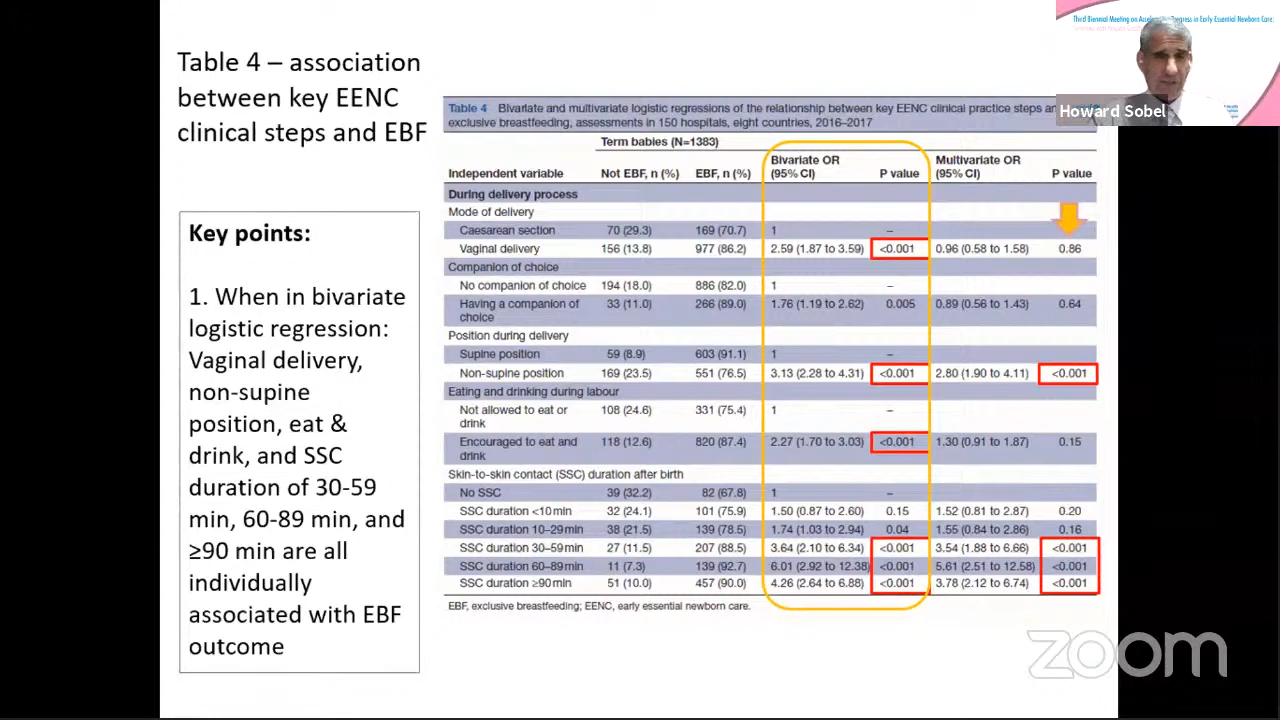 Third Biennial Meeting on Accelerating Progress in Early Essential Newborn Care:
Howard Sobel
Table 4 – association
between key EENC
clinical steps and EBF
Key points:
1. When in bivariate
logistic regression:
Vaginal delivery,
non-supine
position, eat &
drink, and SSC
duration of 30-59
min, 60-89 min, and
≥90 min are all
individually
associated with EBF
outcome
Table 4 Bivariate and multivariate logistic regressions of the relationship between key EENC clinical practice steps
exclusive breastfeeding, assessments in 150 hospitals, eight countries, 2016–2017
Term babies (N=1383)
Bivariate OR Multivariate OR
Independent variable Not EBF, n (%) EBF, n (%) (95% CI) P value (95% CI) P value
During delivery process
Mode of delivery
Caesarean section 70 (29.3) 169 (70.7) 1 –
Vaginal delivery 156 (13.8) 977 (86.2) 2.59 (1.87 to 3.59) <0.001 0.96 (0.58 to 1.58) 0.86
Companion of choice
No companion of choice 194 (18.0) 886 (82.0) 1 –
Having a companion of 33 (11.0) 266 (89.0) 1.76 (1.19 to 2.62) 0.005 0.89 (0.56 to 1.43) 0.64
choice
Position during delivery
Supine position 59 (8.9) 603 (91.1) 1 –
Non-supine position 169 (23.5) 551 (76.5) 3.13 (2.28 to 4.31) <0.001 2.80 (1.90 to 4.11) <0.001
Eating and drinking during labour
Not allowed to eat or 108 (24.6) 331 (75.4) 1 –
drink
Encouraged to eat and 118 (12.6) 820 (87.4) 2.27 (1.70 to 3.03) <0.001 1.30 (0.91 to 1.87) 0.15
drink
Skin-to-skin contact (SSC) duration after birth
No SSC 39 (32.2) 82 (67.8) 1 –
SSC duration <10 min 32 (24.1) 101 (75.9) 1.50 (0.87 to 2.60) 0.15 1.52 (0.81 to 2.87) 0.20
SSC duration 10–29 min 38 (21.5) 139 (78.5) 1.74 (1.03 to 2.94) 0.04 1.55 (0.84 to 2.86) 0.16
SSC duration 30–59 min 27 (11.5) 207 (88.5) 3.64 (2.10 to 6.34) <0.001 3.54 (1.88 to 6.66) <0.001
SSC duration 60–89 min 11 (7.3) 139 (92.7) 6.01 (2.92 to 12.38) <0.001 5.61 (2.51 to 12.58) <0.001
SSC duration ≥90 min 51 (10.0) 457 (90.0) 4.26 (2.64 to 6.88) <0.001 3.78 (2.12 to 6.74) <0.001
EBF, exclusive breastfeeding; EENC, early essential newborn care.
zoom